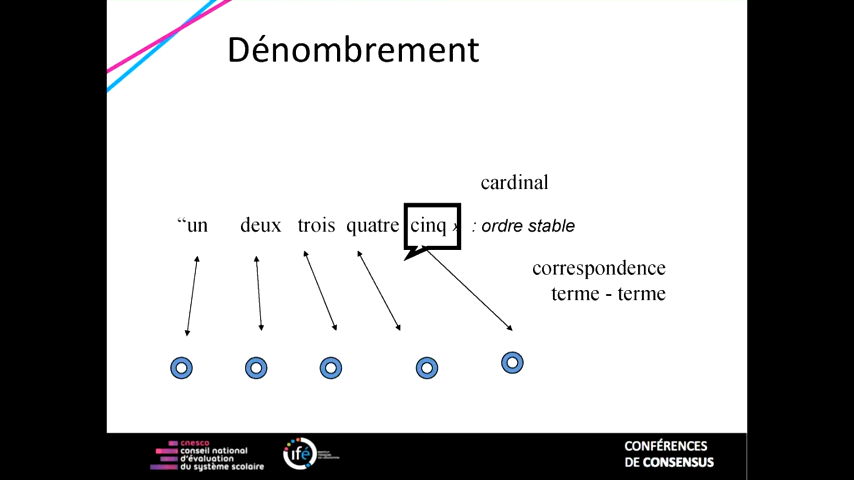 Dénombrement
cardinal
“un deux trois quatre cinq » : ordre stable
correspondence
terme - terme
cnesco
conseil national
d'évaluation
du système scolaire
ifé
CONFÉRENCES
DE CONSENSUS